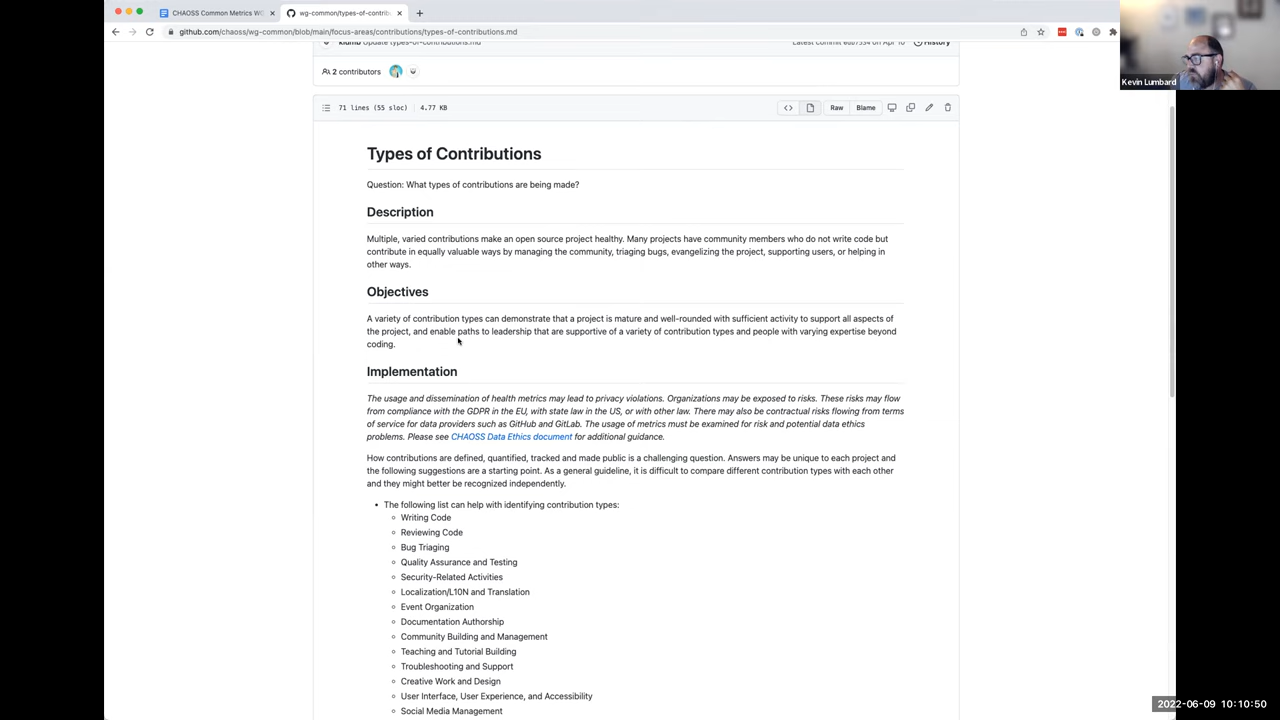 CHAOSS Common Metrics W
wg-common/types-of-contrib
github.com/chaoss/wg-common/blob/main/focus-areas/contributions/types-of-contributions.md
Kevin Lumbard
History
2 contributors
71 lines (55 sloc) 4.77 KB
Raw Blame
Types of Contributions
Question: What types of contributions are being made?
Description
Multiple, varied contributions make an open source project healthy. Many projects have community members who do not write code but
contribute in equally valuable ways by managing the community, triaging bugs, evangelizing the project, supporting users, or helping in
other ways.
Objectives
A variety of contribution types can demonstrate that a project is mature and well-rounded with sufficient activity to support all aspects of
the project, and enable paths to leadership that are supportive of a variety of contribution types and people with varying expertise beyond
coding.
Implementation
The usage and dissemination of health metrics may lead to privacy violations. Organizations may be exposed to risks. These risks may flow
from compliance with the GDPR in the EU, with state law in the US, or with other law. There may also be contractual risks flowing from terms
of service for data providers such as GitHub and GitLab. The usage of metrics must be examined for risk and potential data ethics
problems. Please see CHAOSS Data Ethics document for additional guidance.
How contributions are defined, quantified, tracked and made public is a challenging question. Answers may be unique to each project and
the following suggestions are a starting point. As a general guideline, it is difficult to compare different contribution types with each other
and they might better be recognized independently.
The following list can help with identifying contribution types:
Writing Code
Reviewing Code
Bug Triaging
Quality Assurance and Testing
Security-Related Activities
Localization/L10N and Translation
Event Organization
Documentation Authorship
Community Building and Management
Teaching and Tutorial Building
Troubleshooting and Support
Creative Work and Design
User Interface, User Experience, and Accessibility
Social Media Management
2022-06-09 10:10:50